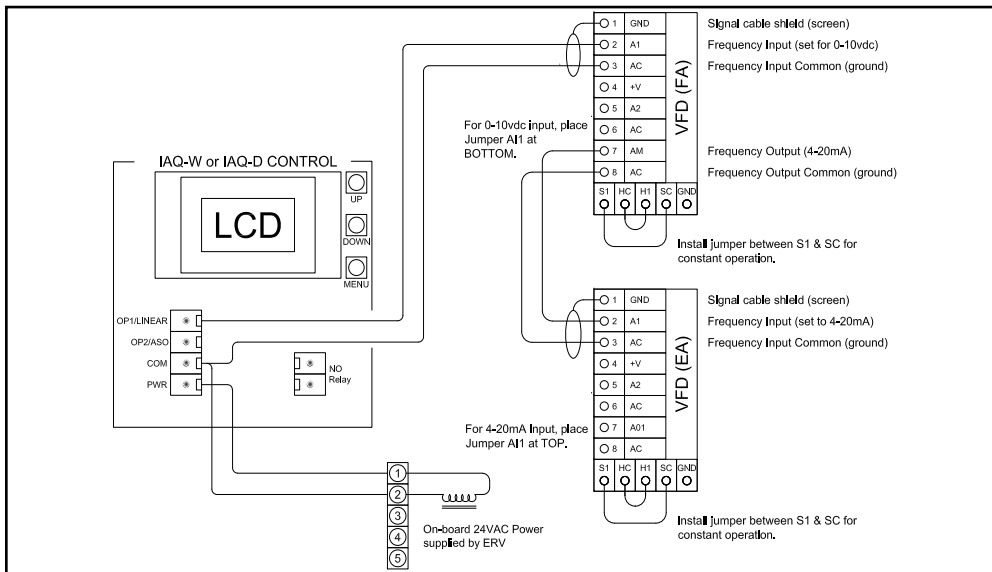 1 GND Signal cable shield (screen)
2 A1 Frequency Input (set for 0-10vdc)
3 AC Frequency Input Common (ground)
4 +V
5 A2
6 AC
7 AM Frequency Output (4-20mA)
8 AC Frequency Output Common (ground)
VFD (FA)
S1 HC H1 SC GND
For 0-10vdc input, place
Jumper AI1 at
BOTTOM.
Install jumper between S1 & SC for
constant operation.
IAQ-W or IAQ-D CONTROL
LCD
UP
DOWN
MENU
OP1/LINEAR
OP2/ASO
COM
PWR
NO
Relay
1 GND Signal cable shield (screen)
2 A1 Frequency Input (set to 4-20mA)
3 AC Frequency Input Common (ground)
4 +V
5 A2
6 AC
7 A01
8 AC
VFD (EA)
S1 HC H1 SC GND
For 4-20mA Input, place
Jumper AI1 at TOP.
Install jumper between S1 & SC for
constant operation.
1
2
3
4
5
On-board 24VAC Power
supplied by ERV